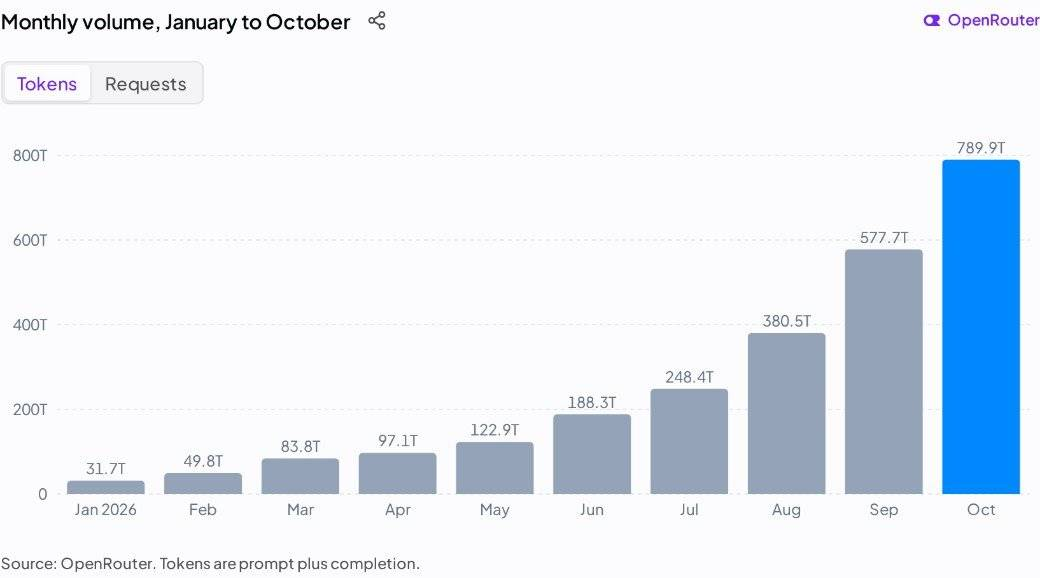 Monthly volume, January to October
OpenRouter
Tokens Requests
800T
600T
400T
200T
0
31.7T
49.8T
83.8T
97.1T
122.9T
188.3T
248.4T
380.5T
577.7T
789.9T
Jan 2026 Feb Mar Apr May Jun Jul Aug Sep Oct
Source: OpenRouter. Tokens are prompt plus completion.